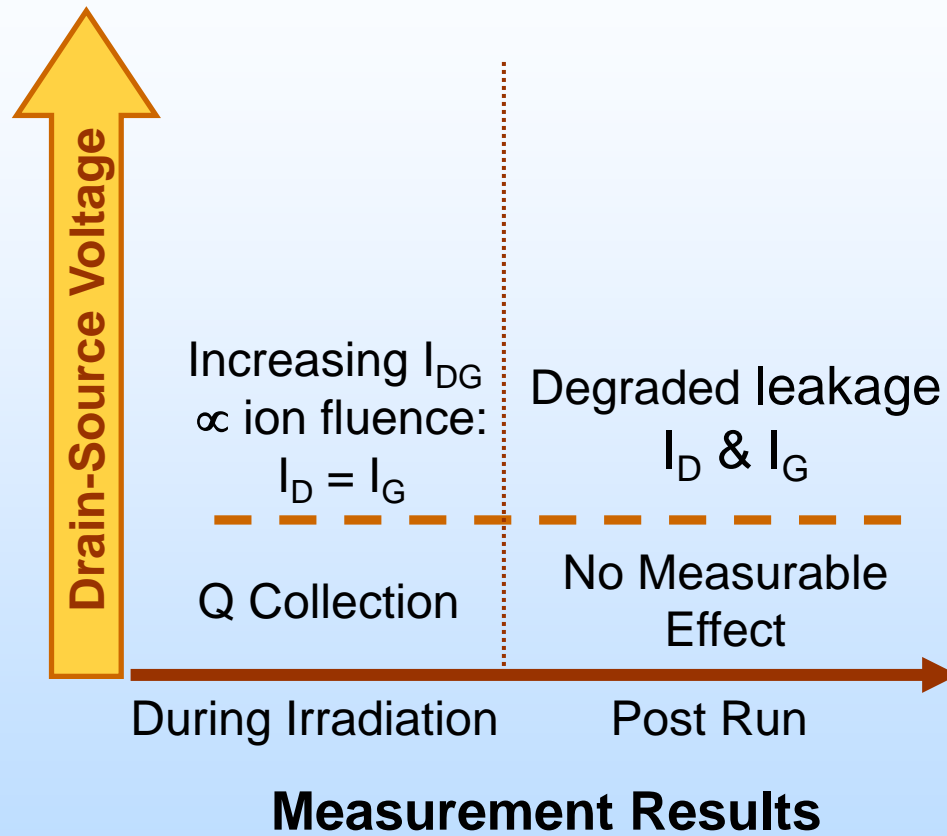 Drain-Source Voltage
Increasing I_DG
∝ ion fluence:
I_D = I_G
Degraded leakage
I_D & I_G
Q Collection
No Measurable
Effect
During Irradiation
Post Run
Measurement Results